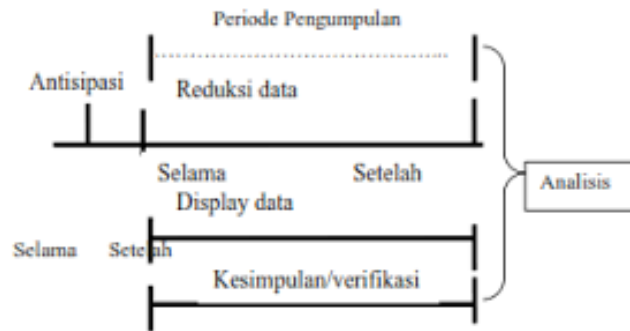 Periode Pengumpulan
Antisipasi
Reduksi data
Selama Setelah
Display data
Analisis
Selama Setelah
Kesimpulan/verifikasi